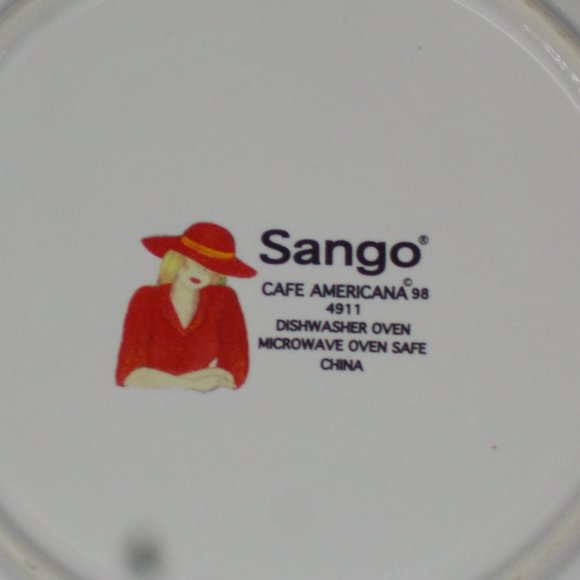 Sango®
CAFE AMERICANA©98
4911
DISHWASHER OVEN
MICROWAVE OVEN SAFE
CHINA